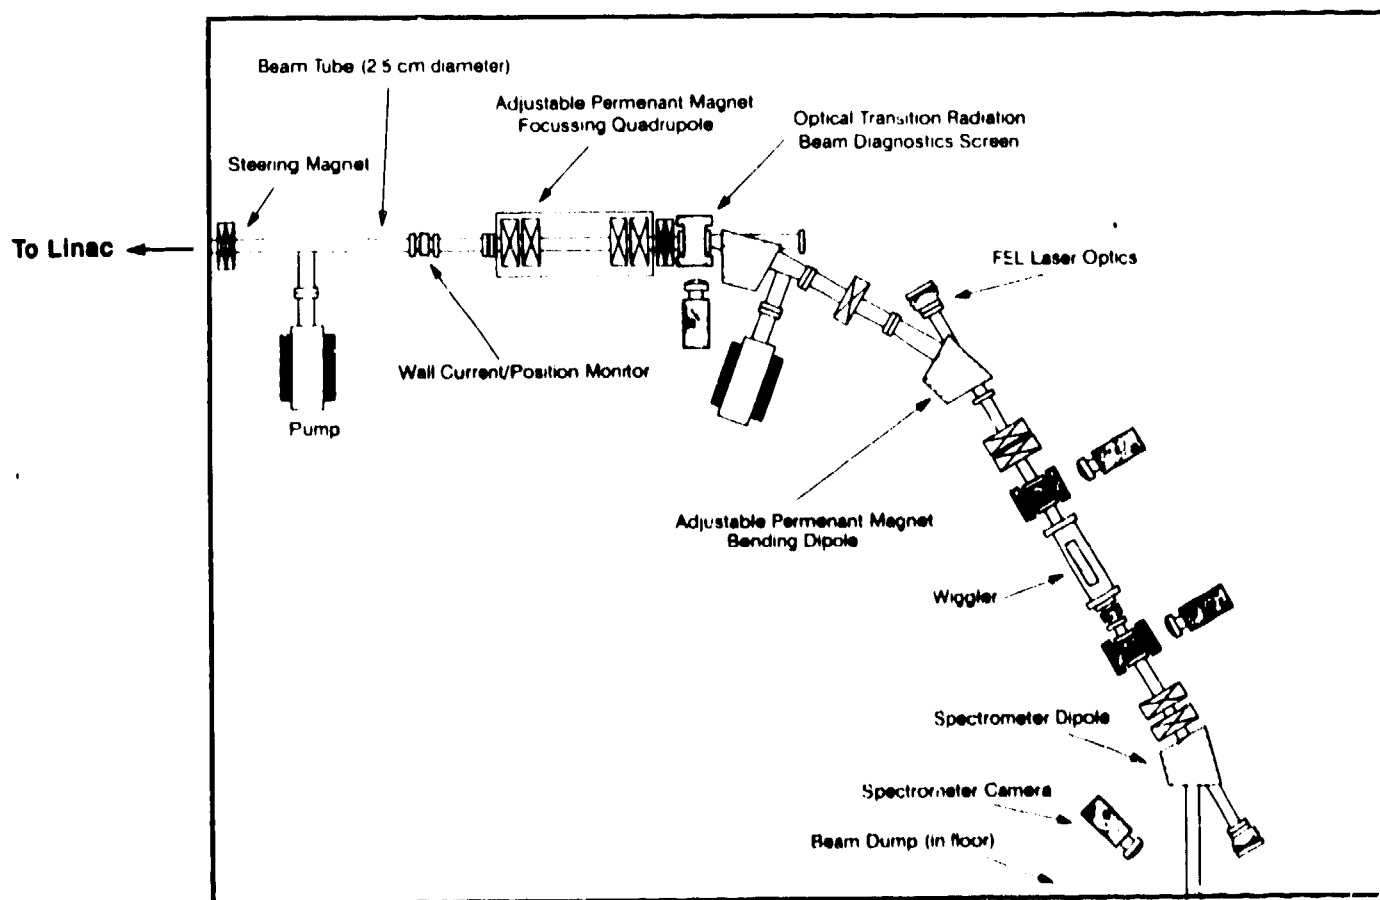 Beam Tube (2.5 cm diameter)
Adjustable Permenant Magnet
Focussing Quadrupole
Optical Transition Radiation
Beam Diagnostics Screen
Steering Magnet
To Linac
FEL Laser Optics
Wall Current/Position Monitor
Pump
Adjustable Permenant Magnet
Bending Dipole
Wiggler
Spectrometer Dipole
Spectrometer Camera
Beam Dump (in floor)